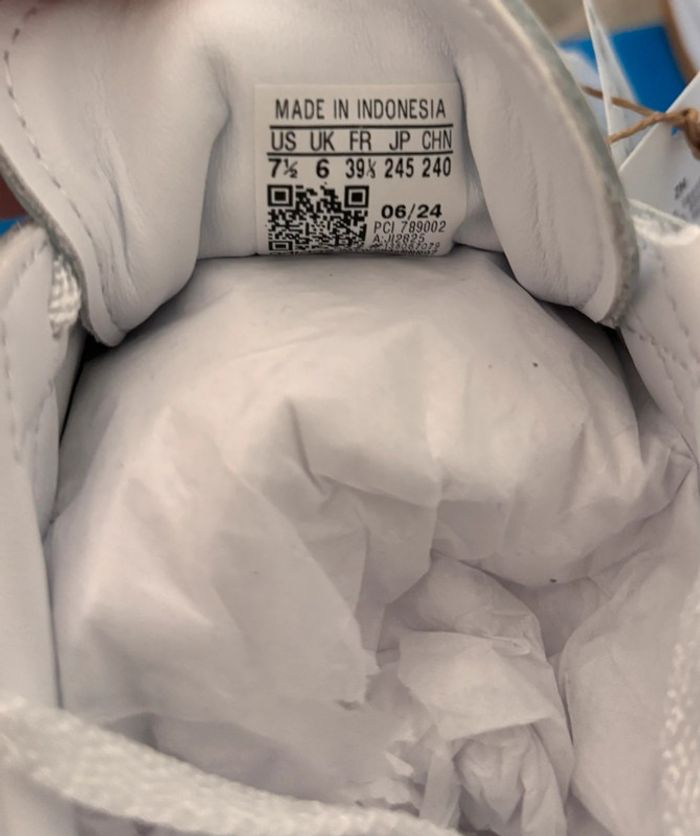 MADE IN INDONESIA
US UK FR JP CHN
7½ 6 39⅓ 245 240
06/24
PCI 789002
A:JI2825